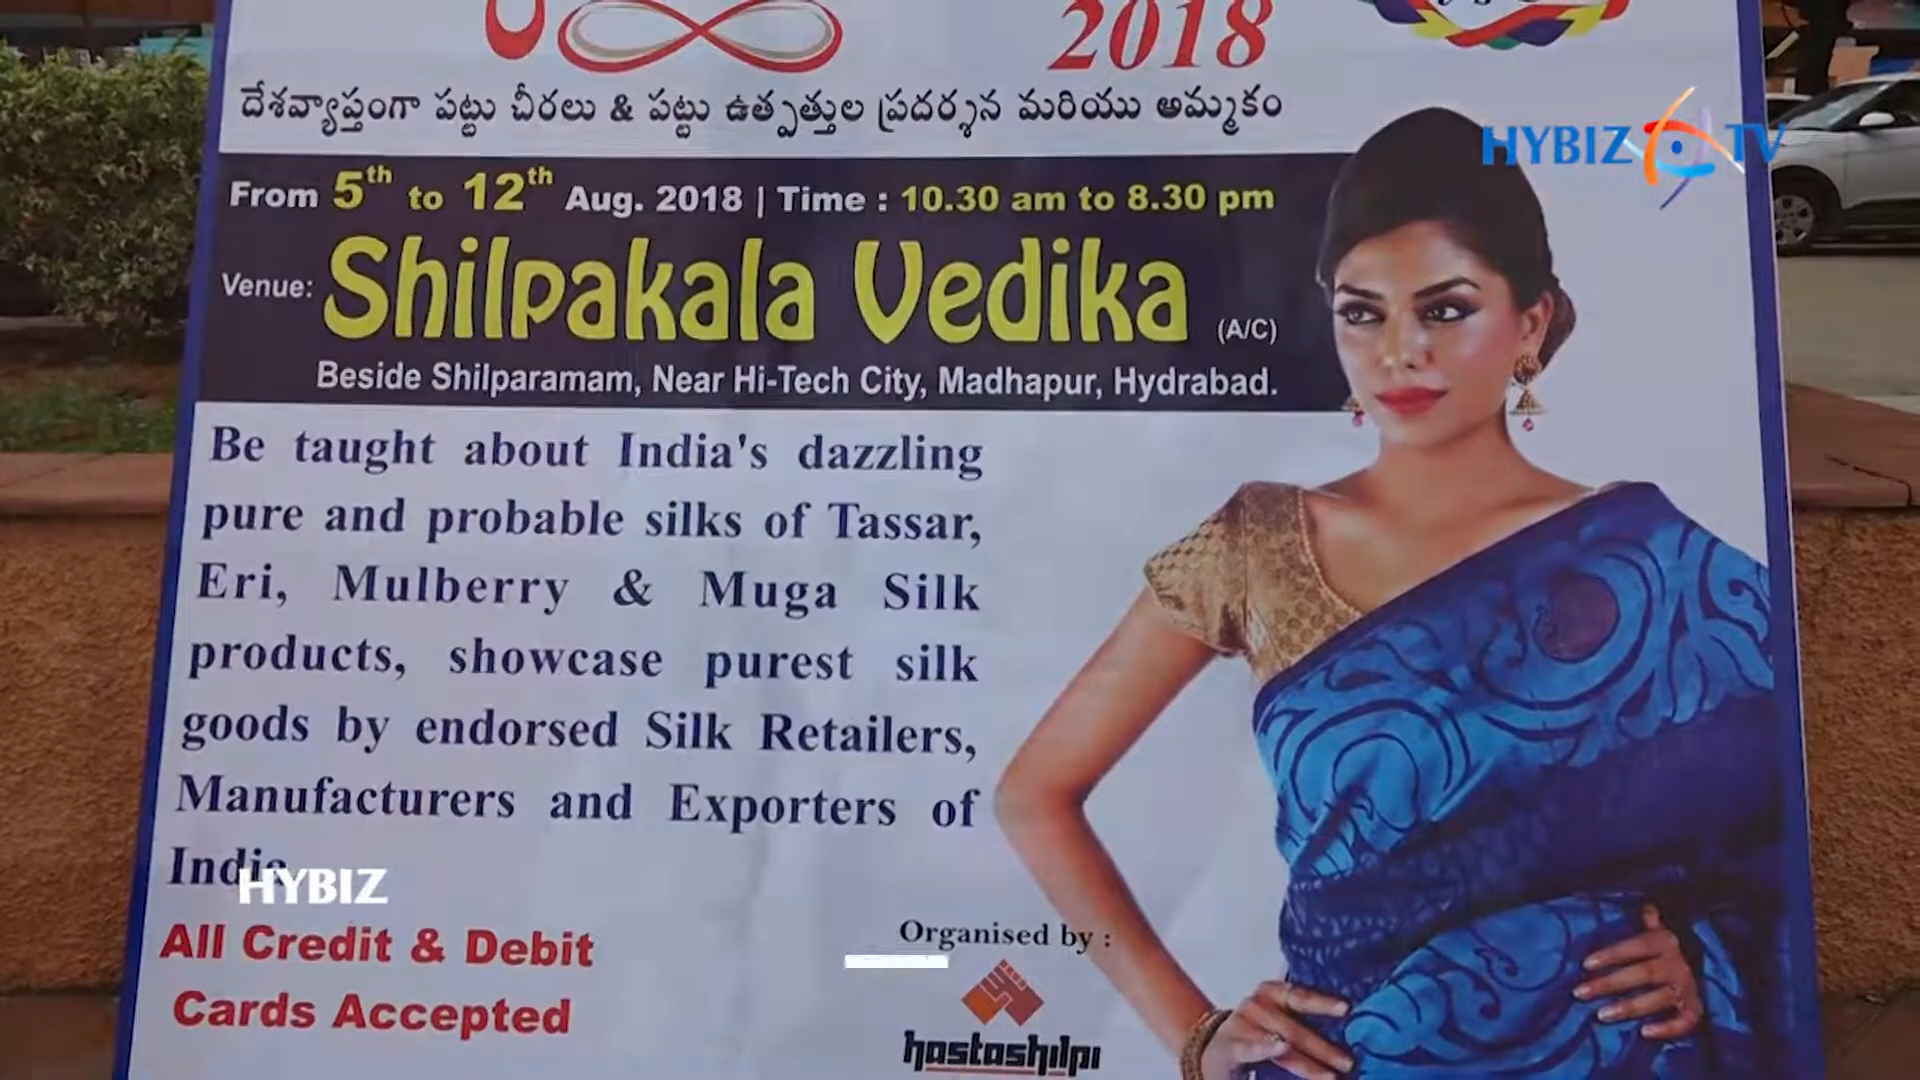 2018
దేశవ్యాప్తంగా పట్టు చీరలు & పట్టు ఉత్పత్తుల ప్రదర్శన మరియు అమ్మకం
HYBIZ TV
From 5th to 12th Aug. 2018 | Time : 10.30 am to 8.30 pm
Venue: Shilpakala Vedika (A/C)
Beside Shilparamam, Near Hi-Tech City, Madhapur, Hydrabad.
Be taught about India's dazzling
pure and probable silks of Tassar,
Eri, Mulberry & Muga Silk
products, showcase purest silk
goods by endorsed Silk Retailers,
Manufacturers and Exporters of
India
HYBIZ
All Credit & Debit
Cards Accepted
Organised by :
hastashilpi